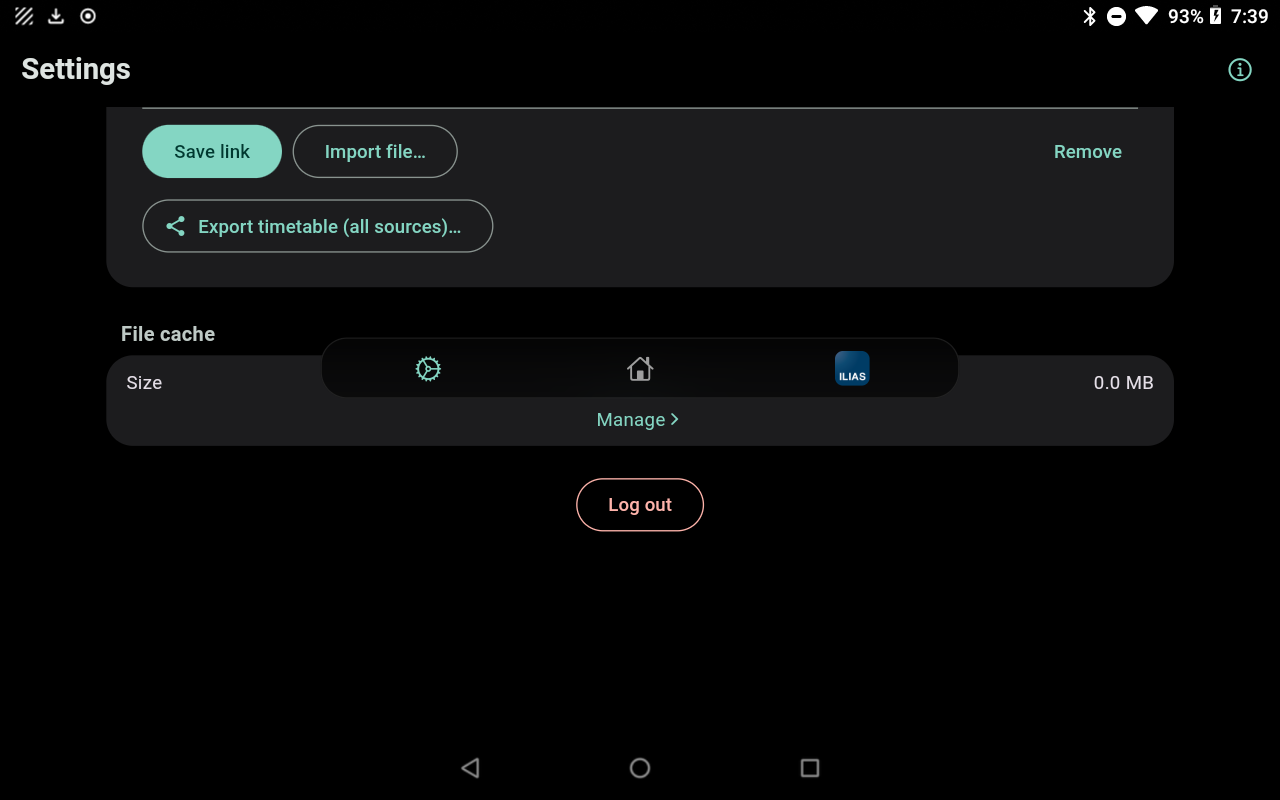 93% 7:39
Settings
Save link
Import file…
Remove
Export timetable (all sources)…
File cache
ILIAS
Size
0.0 MB
Manage
Log out